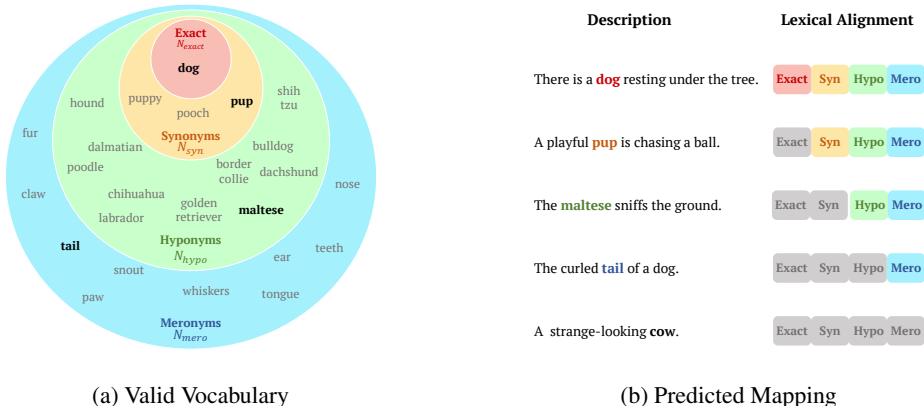 Exact
N_exact
dog
puppy
pup
pooch
Synonyms
N_syn
hound
shih
tzu
dalmatian
bulldog
poodle
border
collie
dachshund
chihuahua
golden
retriever
maltese
labrador
Hyponyms
N_hypo
fur
claw
nose
tail
teeth
ear
snout
whiskers
tongue
paw
Meronyms
N_mero
(a) Valid Vocabulary
Description Lexical Alignment
There is a dog resting under the tree. Exact Syn Hypo Mero
A playful pup is chasing a ball. Exact Syn Hypo Mero
The maltese sniffs the ground. Exact Syn Hypo Mero
The curled tail of a dog. Exact Syn Hypo Mero
A strange-looking cow. Exact Syn Hypo Mero
(b) Predicted Mapping